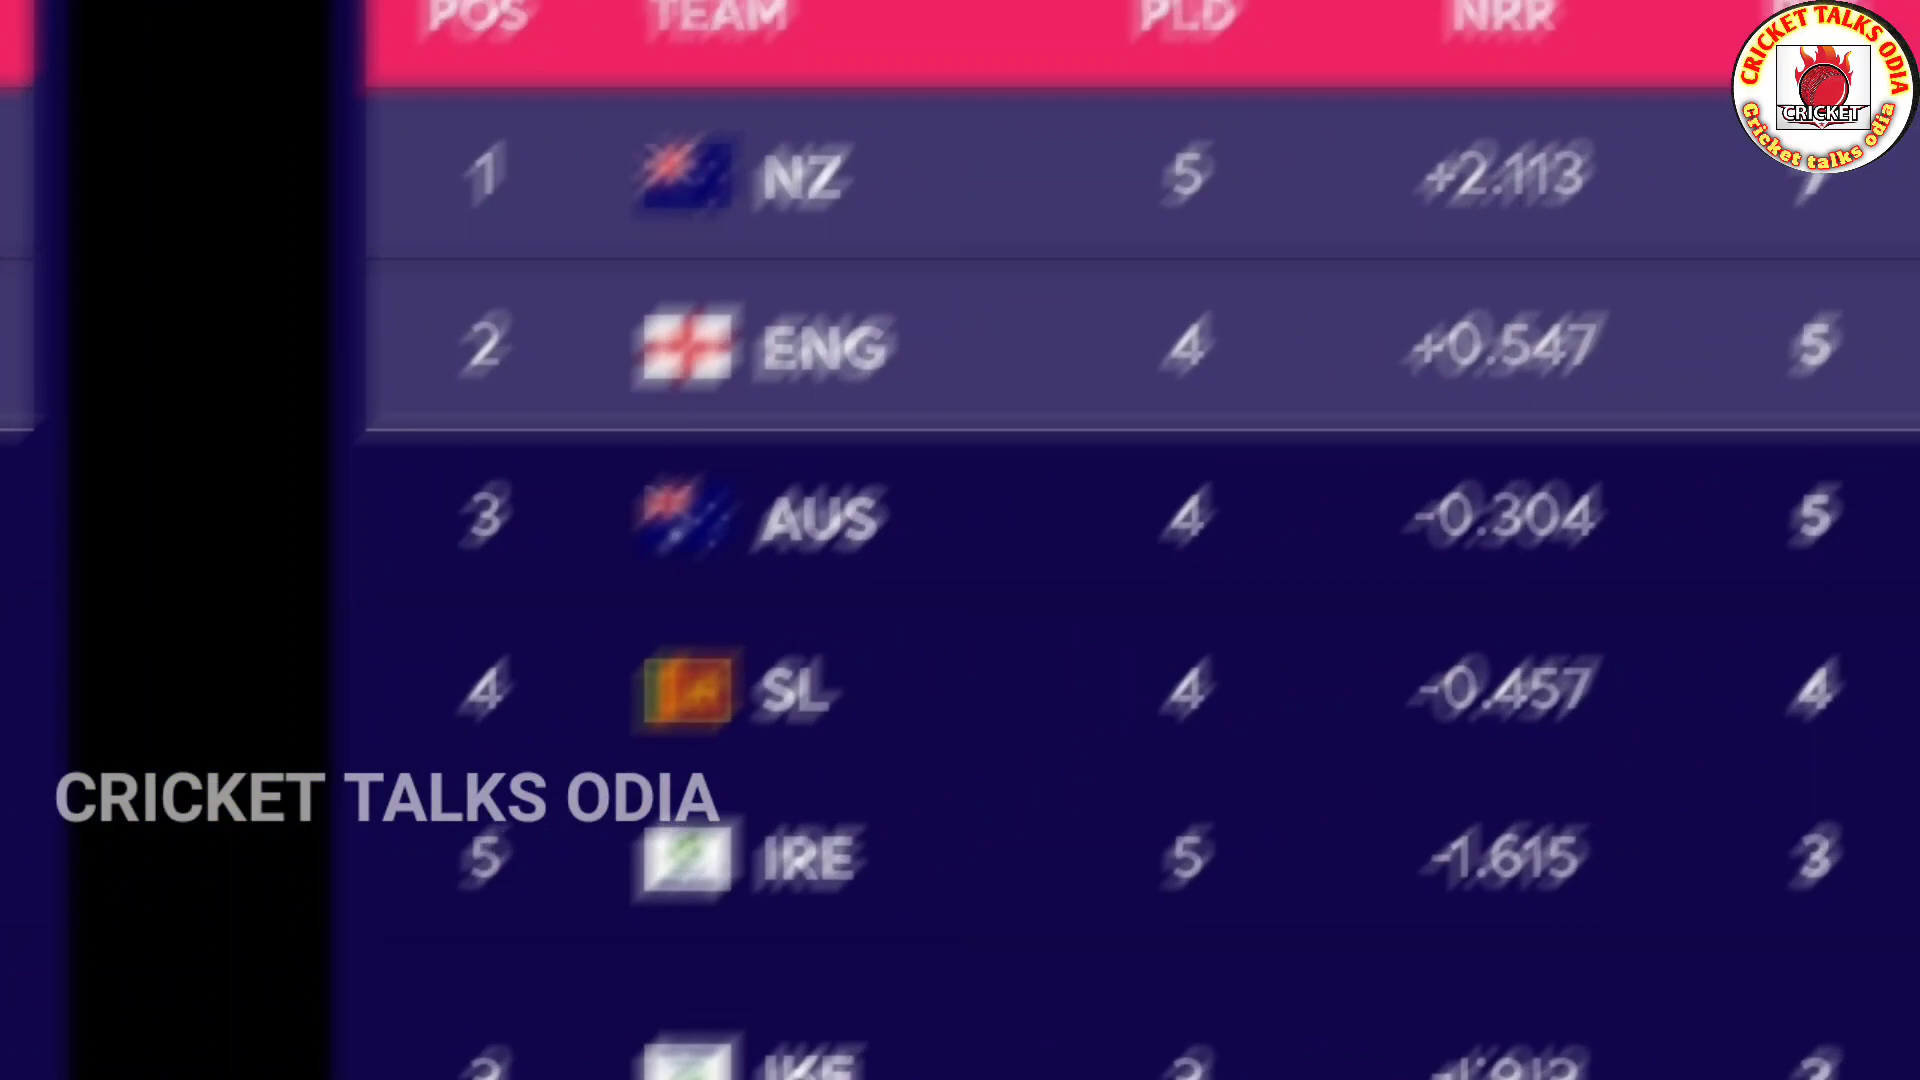 POS TEAM PLD NRR
1 NZ 5 +2.113 7
2 ENG 4 +0.547 5
3 AUS 4 -0.304 5
4 SL 4 -0.457 4
CRICKET TALKS ODIA
5 IRE 5 -1.615 3
CRICKET TALKS ODIA
CRICKET
Cricket talks odia